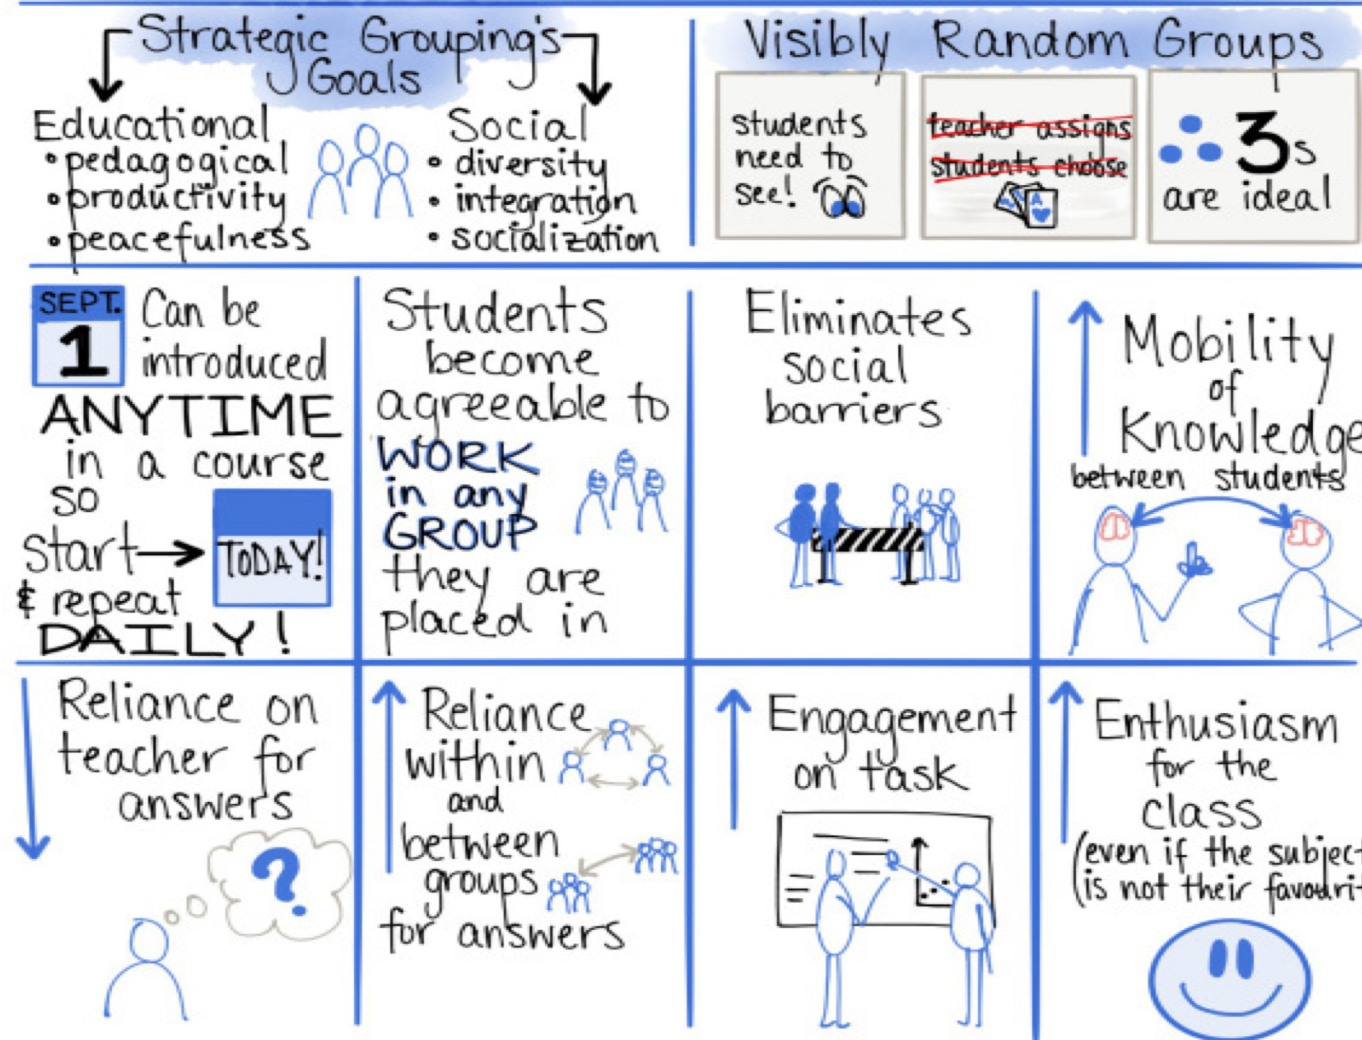 Strategic Grouping's
Goals
Educational
• pedagogical
• productivity
• peacefulness
Social
• diversity
• integration
• socialization
Visibly Random Groups
students
need to
see!
teacher assigns
students choose
A
3s
are ideal
SEPT.
1
Can be
introduced
ANYTIME
in a course
so
start
TODAY!
& repeat
DAILY!
Students
become
agreeable to
WORK
in any
GROUP
they are
placed in
Eliminates
social
barriers
Mobility
of
Knowledge
between students
Reliance on
teacher for
answers
?
Reliance
within
and
between
groups
for answers
Engagement
on task
Enthusiasm
for the
class
(even if the subject
is not their favourit